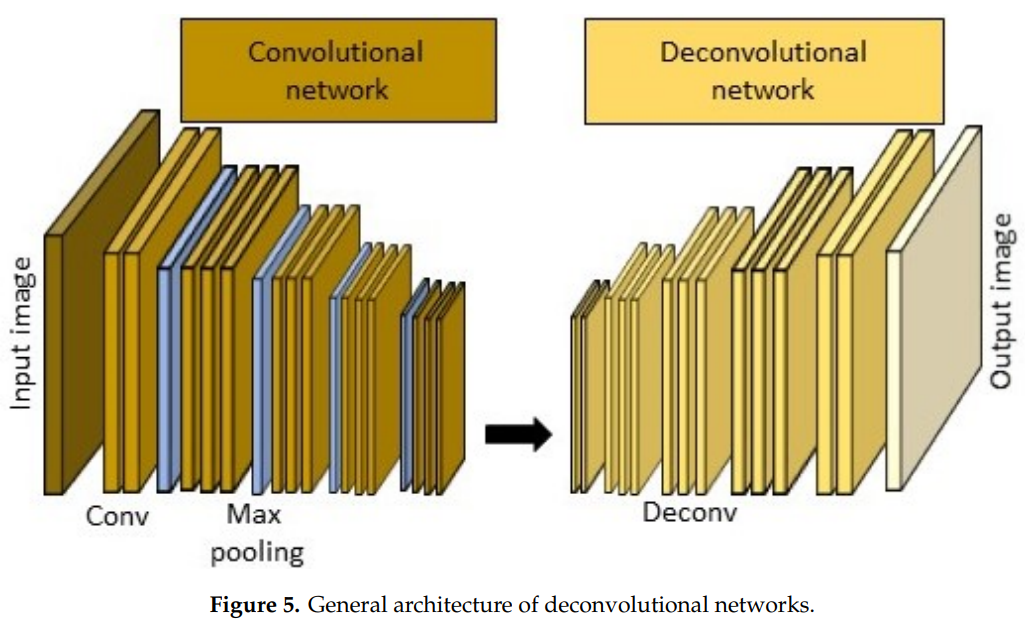 Convolutional
network
Deconvolutional
network
Input image
Output image
Conv
Max
pooling
Deconv
Figure 5. General architecture of deconvolutional networks.